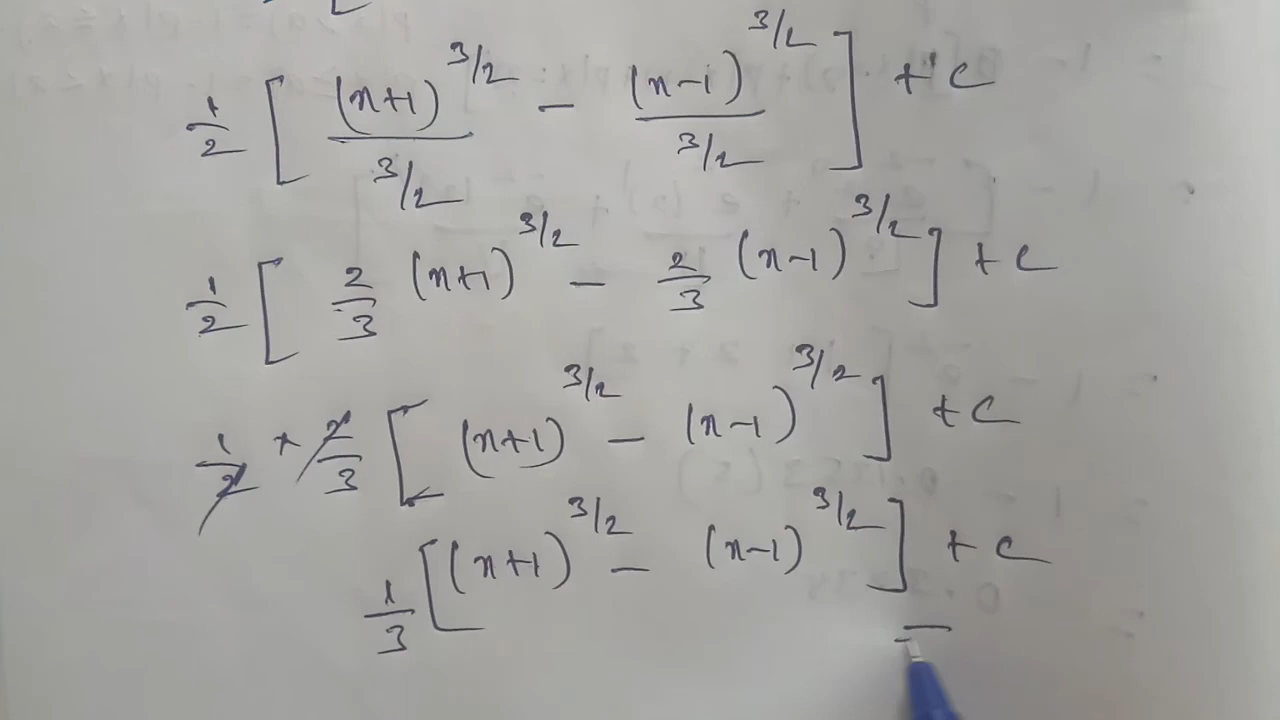 1/2 [ (x+1)^3/2 / 3/2 - (x-1)^3/2 / 3/2 ] + c
1/2 [ 2/3 (x+1)^3/2 - 2/3 (x-1)^3/2 ] + c
1/2 × 2/3 [ (x+1)^3/2 - (x-1)^3/2 ] + c
1/3 [ (x+1)^3/2 - (x-1)^3/2 ] + c